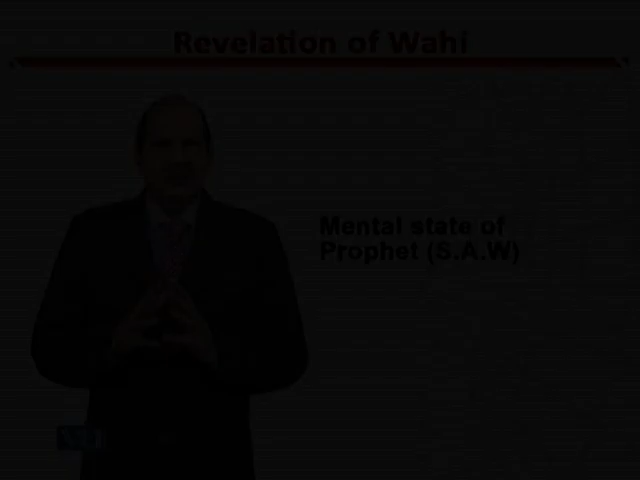 Revelation of Wahi
Mental state of
Prophet (S.A.W)